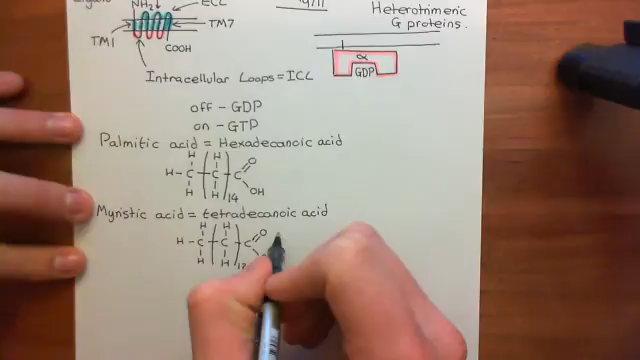 NH₂ ECL
Heterotrimeric
G proteins.
TM1 TM7
COOH
α
GDP
Intracellular Loops = ICL
off - GDP
on - GTP
Palmitic acid = Hexadecanoic acid
H H O
H - C - C - C
H H 14 OH
Myristic acid = tetradecanoic acid
H H O
H - C - C - C
H H